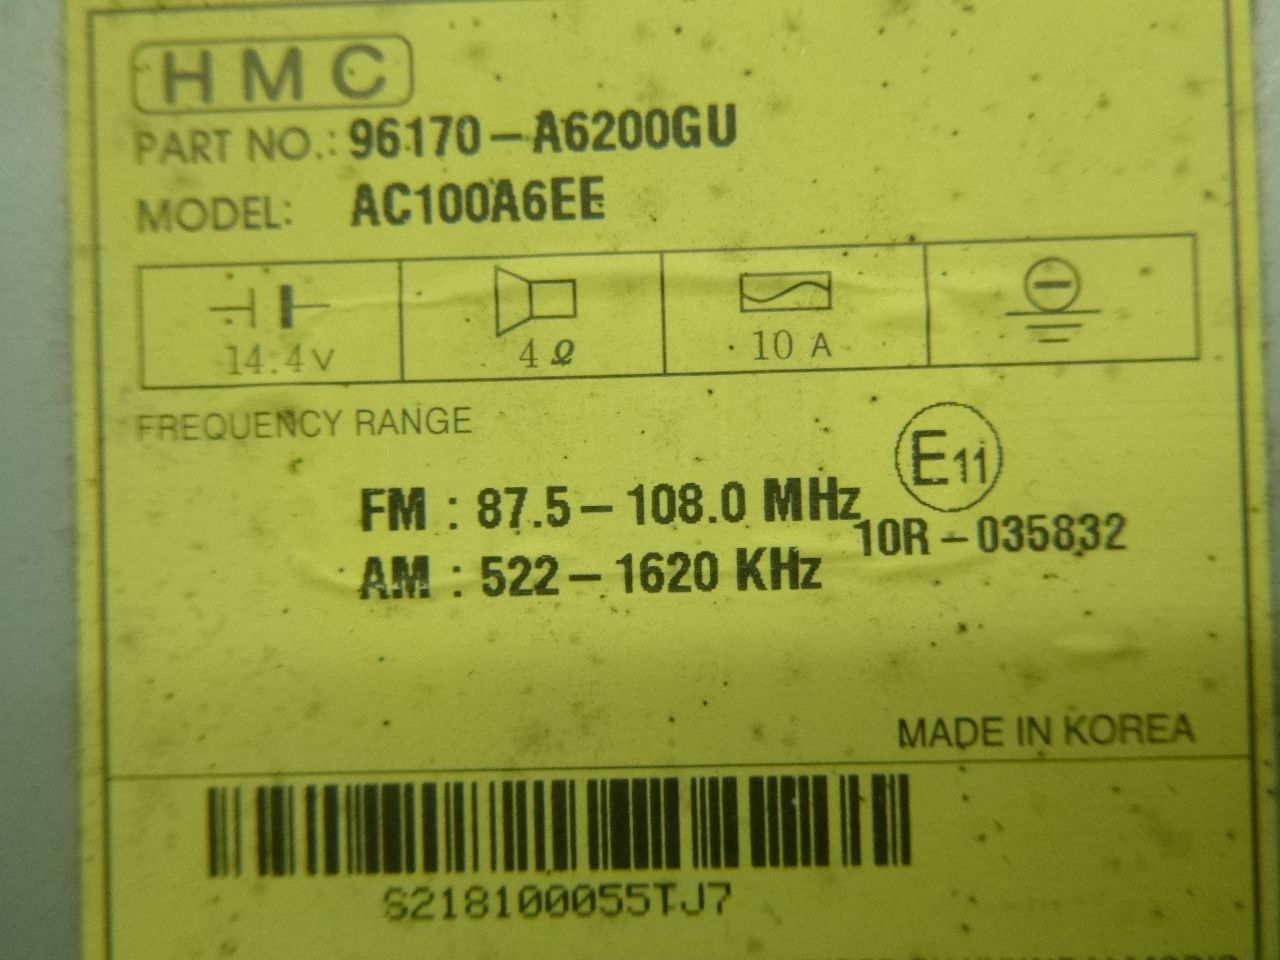 HMC
PART NO.: 96170-A6200GU
MODEL: AC100A6EE
14.4V 4Ω 10 A
FREQUENCY RANGE
E11
FM : 87.5-108.0 MHz
10R-035832
AM : 522-1620 KHz
MADE IN KOREA
S218100055TJ7